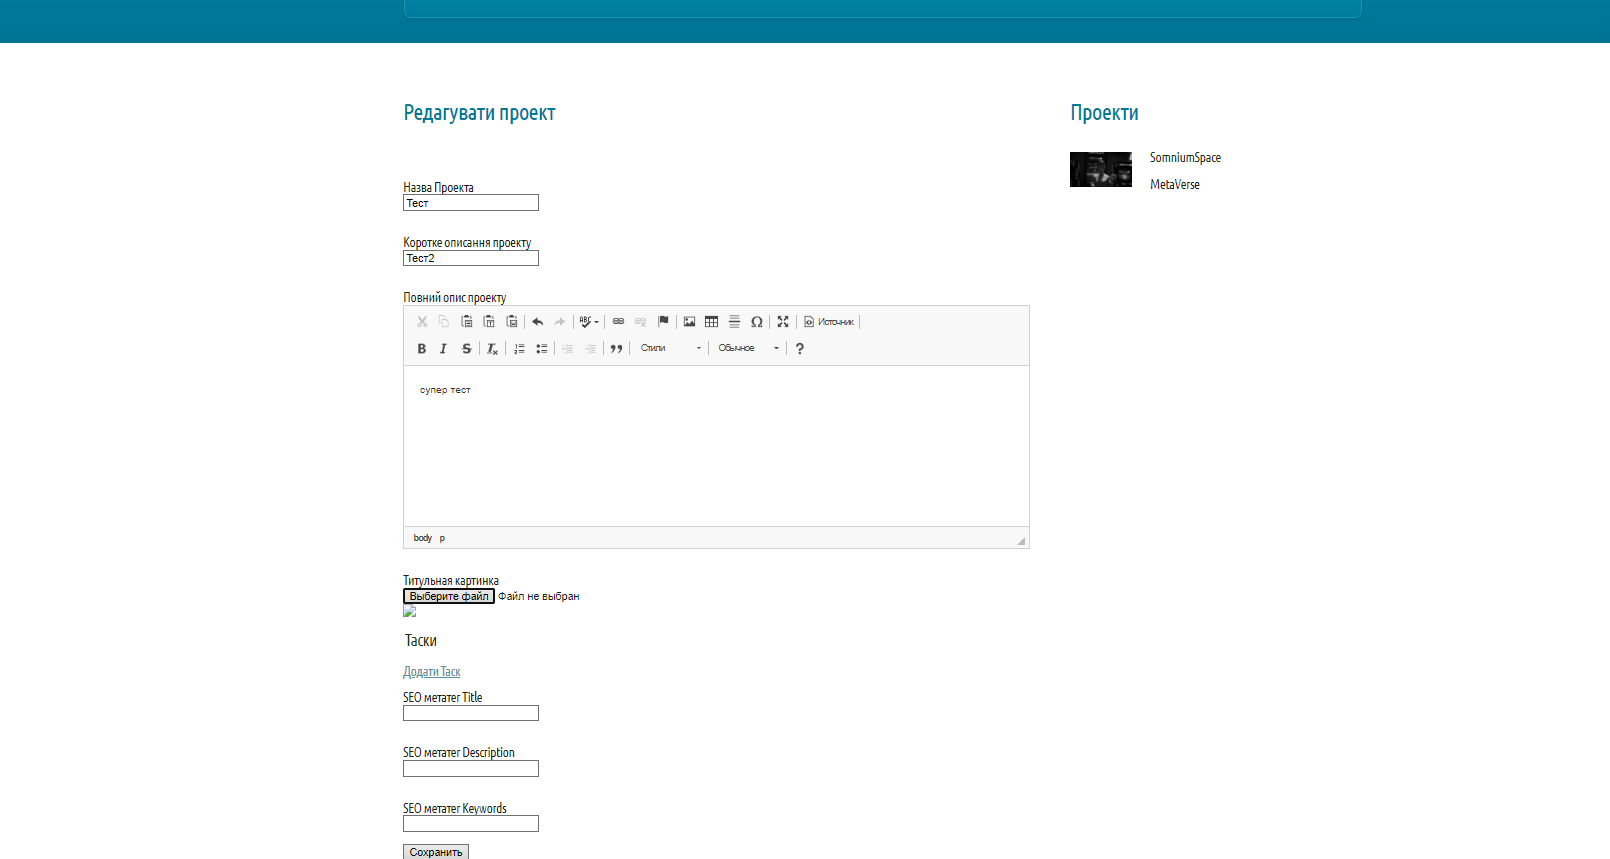 Редагувати проект
Назва Проекта
Тест
Коротке описання проекту
Тест2
Повний опис проекту
Источник
Стили
Обычное
супер тест
body p
Титульная картинка
Выберите файл Файл не выбран
Таски
Додати Таск
SEO метатег Title
SEO метатег Description
SEO метатег Keywords
Сохранить
Проекти
SomniumSpace
MetaVerse